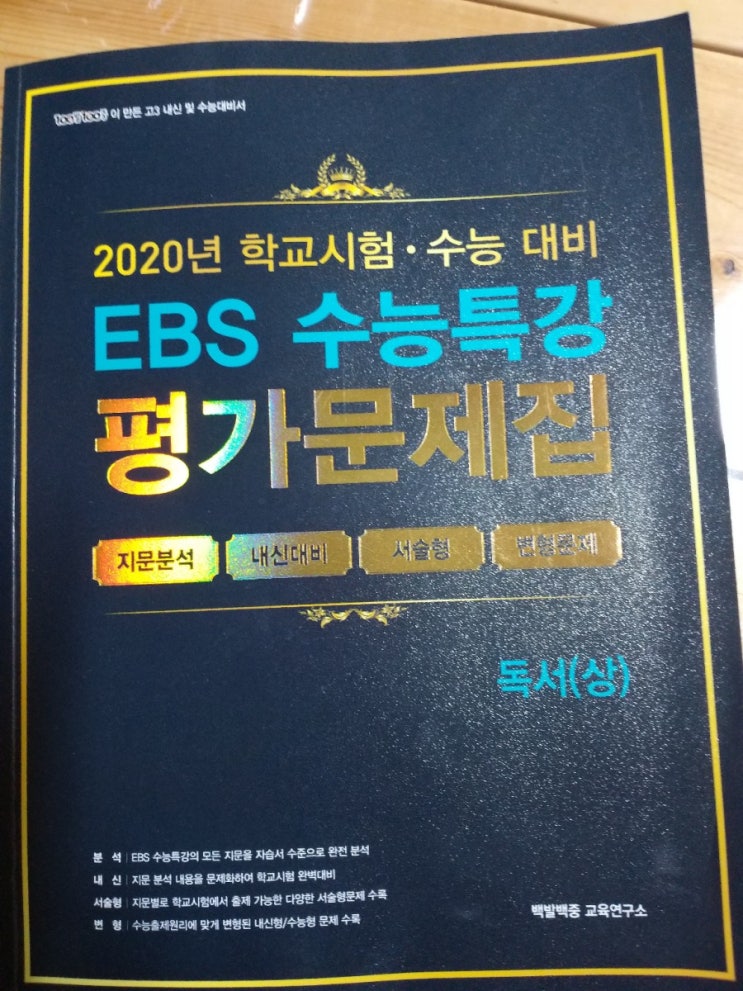 이 만든 고3 내신 및 수능대비서
2020년 학교시험·수능 대비
EBS 수능특강
평가문제집
지문분석 내신대비 서술형 변형문제
독서(상)
분 석 | EBS 수능특강의 모든 지문을 자습서 수준으로 완전 분석
내 신 | 지문 분석 내용을 문제화하여 학교시험 완벽대비
서술형 | 지문별로 학교시험에서 출제 가능한 다양한 서술형문제 수록
변 형 | 수능출제원리에 맞게 변형된 내신형/수능형 문제 수록
백발백중 교육연구소